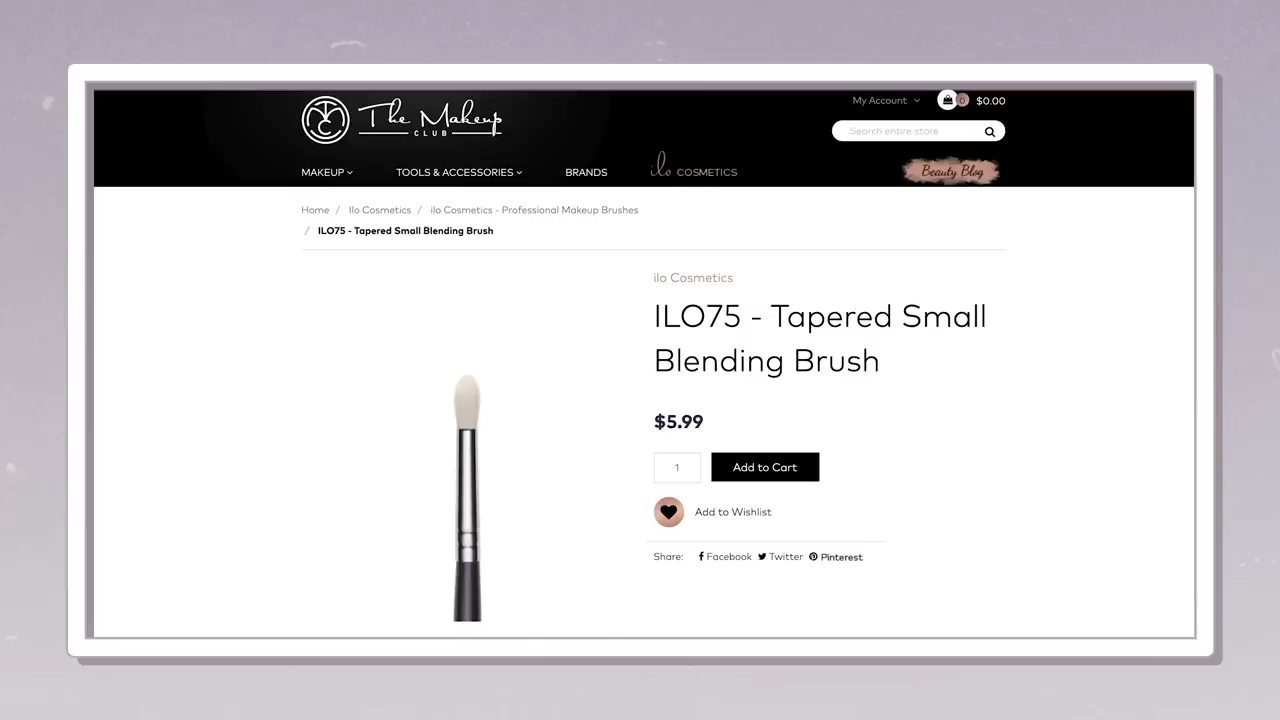 The Makeup
CLUB
My Account
0
$0.00
Search entire store
MAKEUP
TOOLS & ACCESSORIES
BRANDS
ilo COSMETICS
Beauty Blog
Home / Ilo Cosmetics / ilo Cosmetics - Professional Makeup Brushes
/ ILO75 - Tapered Small Blending Brush
ilo Cosmetics
ILO75 - Tapered Small
Blending Brush
$5.99
1
Add to Cart
Add to Wishlist
Share: Facebook Twitter Pinterest